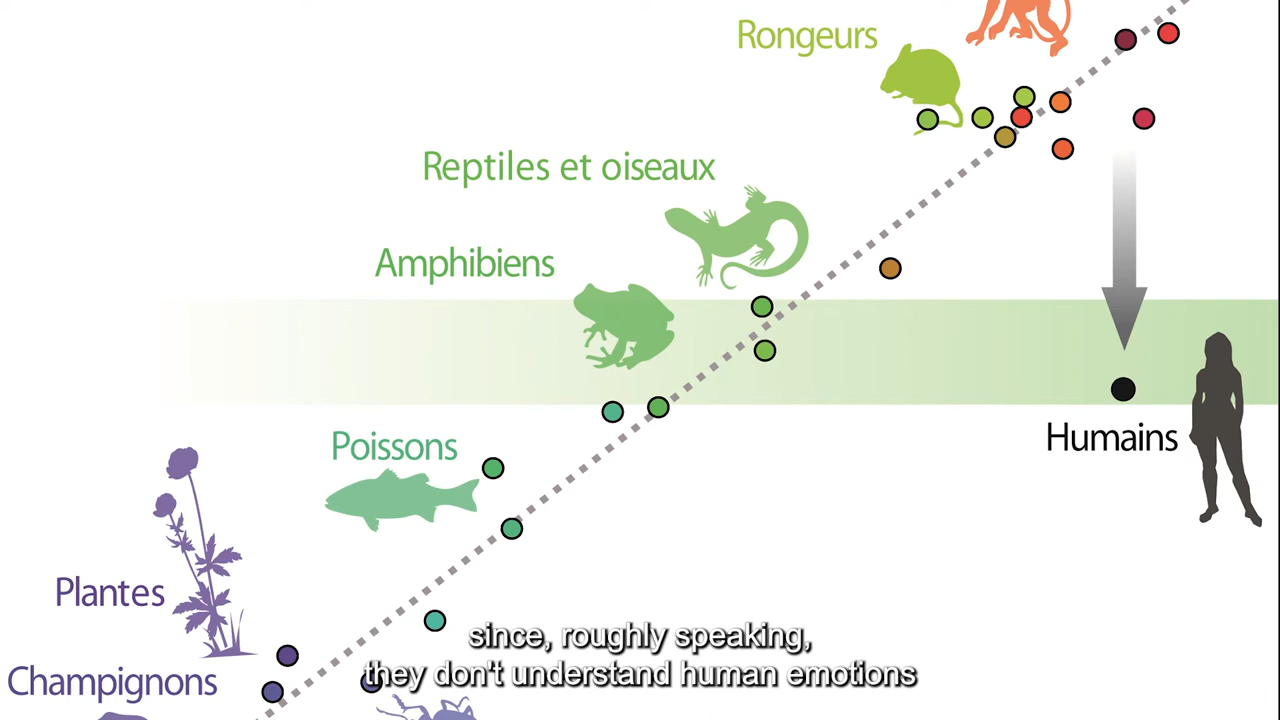 Rongeurs
Reptiles et oiseaux
Amphibiens
Humains
Poissons
Plantes
Champignons
since, roughly speaking,
they don't understand human emotions